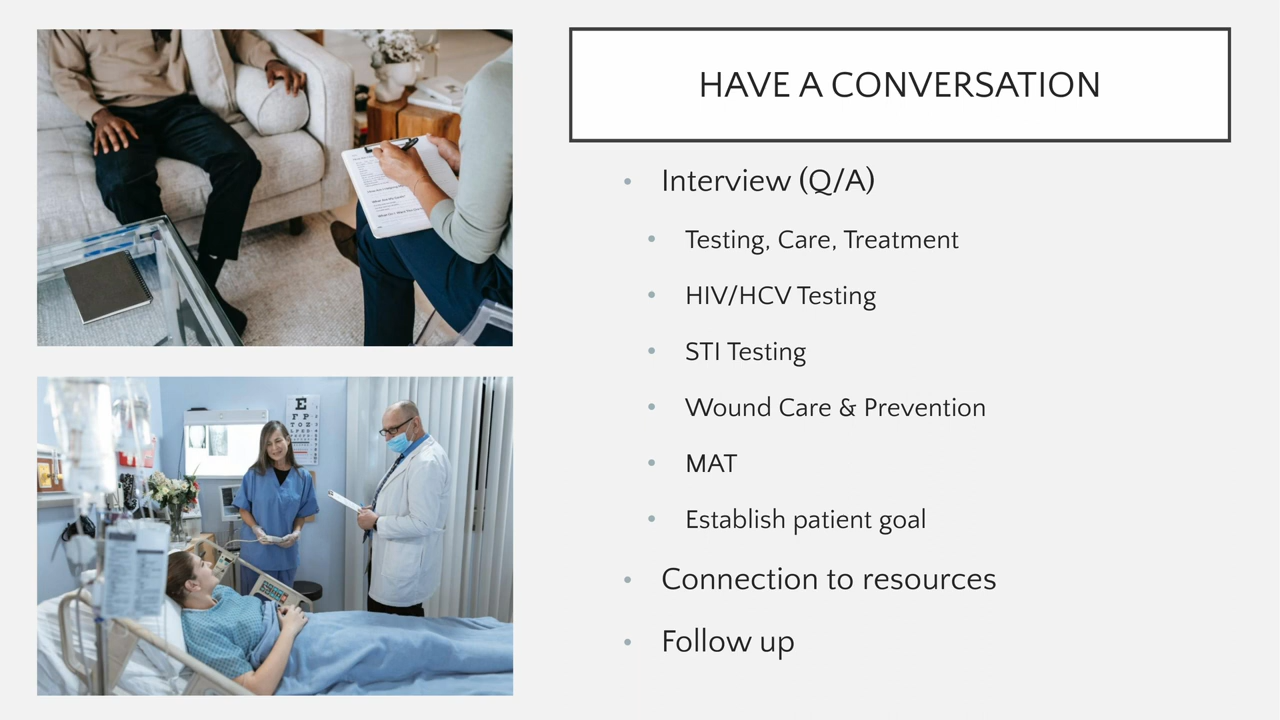 HAVE A CONVERSATION
• Interview (Q/A)
• Testing, Care, Treatment
• HIV/HCV Testing
• STI Testing
• Wound Care & Prevention
• MAT
• Establish patient goal
• Connection to resources
• Follow up
E
F P
T O Z